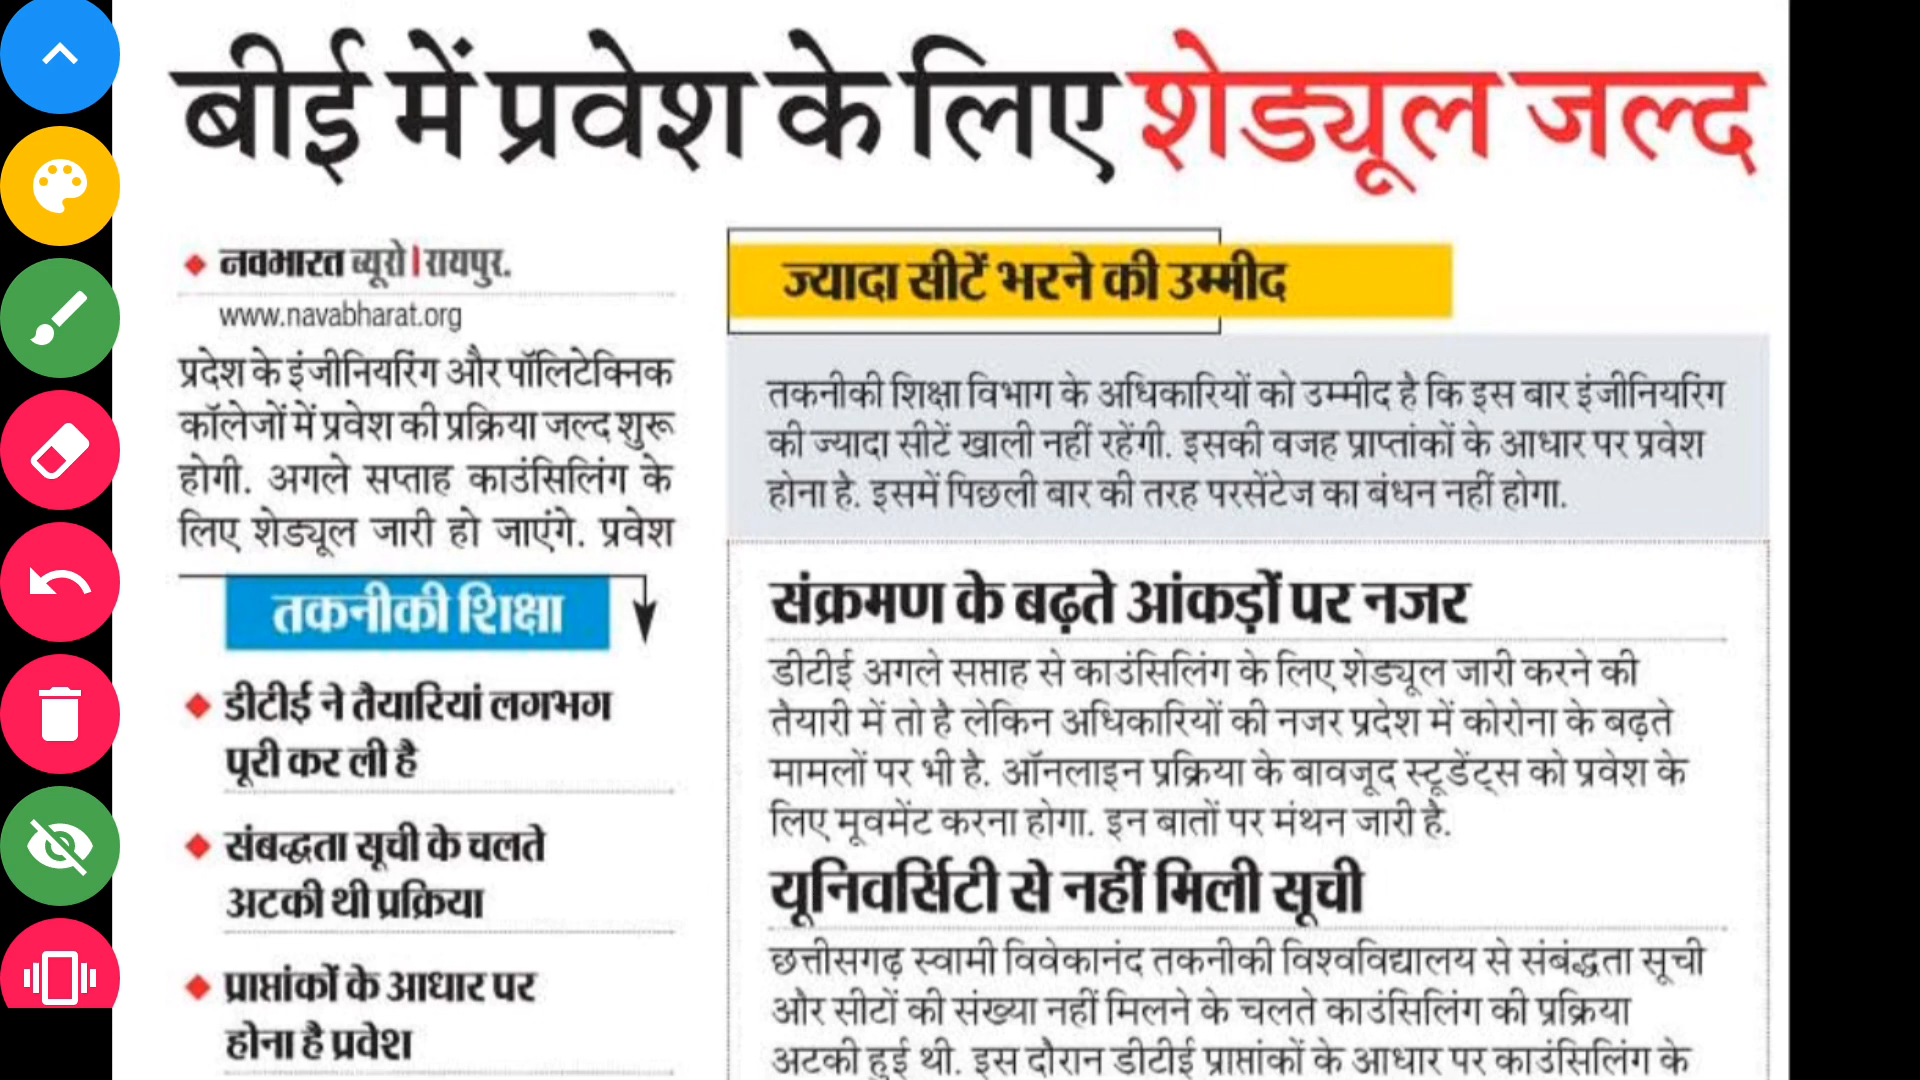 बीई में प्रवेश के लिए शेड्यूल जल्द
नवभारत ब्यूरो | रायपुर.
www.navabharat.org
प्रदेश के इंजीनियरिंग और पॉलिटेक्निक
कॉलेजों में प्रवेश की प्रक्रिया जल्द शुरू
होगी. अगले सप्ताह काउंसिलिंग के
लिए शेड्यूल जारी हो जाएंगे. प्रवेश
तकनीकी शिक्षा
डीटीई ने तैयारियां लगभग
पूरी कर ली है
संबद्धता सूची के चलते
अटकी थी प्रक्रिया
प्राप्तांकों के आधार पर
होना है प्रवेश
ज्यादा सीटें भरने की उम्मीद
तकनीकी शिक्षा विभाग के अधिकारियों को उम्मीद है कि इस बार इंजीनियरिंग
की ज्यादा सीटें खाली नहीं रहेंगी. इसकी वजह प्राप्तांकों के आधार पर प्रवेश
होना है. इसमें पिछली बार की तरह परसेंटेज का बंधन नहीं होगा.
संक्रमण के बढ़ते आंकड़ों पर नजर
डीटीई अगले सप्ताह से काउंसिलिंग के लिए शेड्यूल जारी करने की
तैयारी में तो है लेकिन अधिकारियों की नजर प्रदेश में कोरोना के बढ़ते
मामलों पर भी है. ऑनलाइन प्रक्रिया के बावजूद स्टूडेंट्स को प्रवेश के
लिए मूवमेंट करना होगा. इन बातों पर मंथन जारी है.
यूनिवर्सिटी से नहीं मिली सूची
छत्तीसगढ़ स्वामी विवेकानंद तकनीकी विश्वविद्यालय से संबंद्धता सूची
और सीटों की संख्या नहीं मिलने के चलते काउंसिलिंग की प्रक्रिया
अटकी हुई थी. इस दौरान डीटीई प्राप्तांकों के आधार पर काउंसिलिंग के